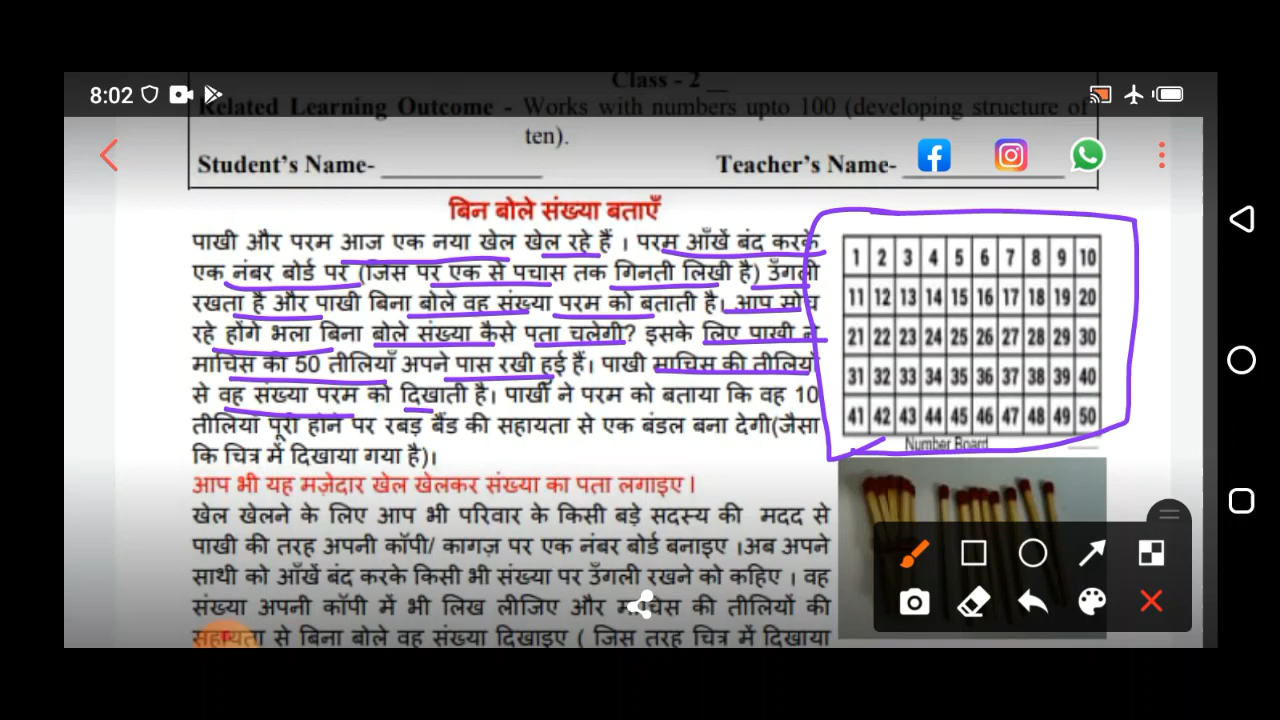 Class - 2
8:02
Related Learning Outcome - Works with numbers upto 100 (developing structure of
ten).
Student's Name- ____________
Teacher's Name- ____________
बिन बोले संख्या बताएँ
पाखी और परम आज एक नया खेल खेल रहे हैं । परम आँखें बंद करके
एक नंबर बोर्ड पर (जिस पर एक से पचास तक गिनती लिखी है) उँगली
रखता है और पाखी बिना बोले वह संख्या परम को बताती है। आप सोच
रहे होंगे भला बिना बोले संख्या कैसे पता चलेगी? इसके लिए पाखी ने
माचिस की 50 तीलियाँ अपने पास रखी हुई हैं। पाखी माचिस की तीलियों
से वह संख्या परम को दिखाती है। पाखी ने परम को बताया कि वह 10
तीलियाँ पूरी होने पर रबड़ बैंड की सहायता से एक बंडल बना देगी(जैसा
कि चित्र में दिखाया गया है)।
आप भी यह मज़ेदार खेल खेलकर संख्या का पता लगाइए ।
खेल खेलने के लिए आप भी परिवार के किसी बड़े सदस्य की मदद से
पाखी की तरह अपनी कॉपी/ कागज़ पर एक नंबर बोर्ड बनाइए ।अब अपने
साथी को आँखें बंद करके किसी भी संख्या पर उँगली रखने को कहिए । वह
संख्या अपनी कॉपी में भी लिख लीजिए और माचिस की तीलियों की
सहायता से बिना बोले वह संख्या दिखाइए ( जिस तरह चित्र में दिखाया
1 2 3 4 5 6 7 8 9 10
11 12 13 14 15 16 17 18 19 20
21 22 23 24 25 26 27 28 29 30
31 32 33 34 35 36 37 38 39 40
41 42 43 44 45 46 47 48 49 50
Number Board